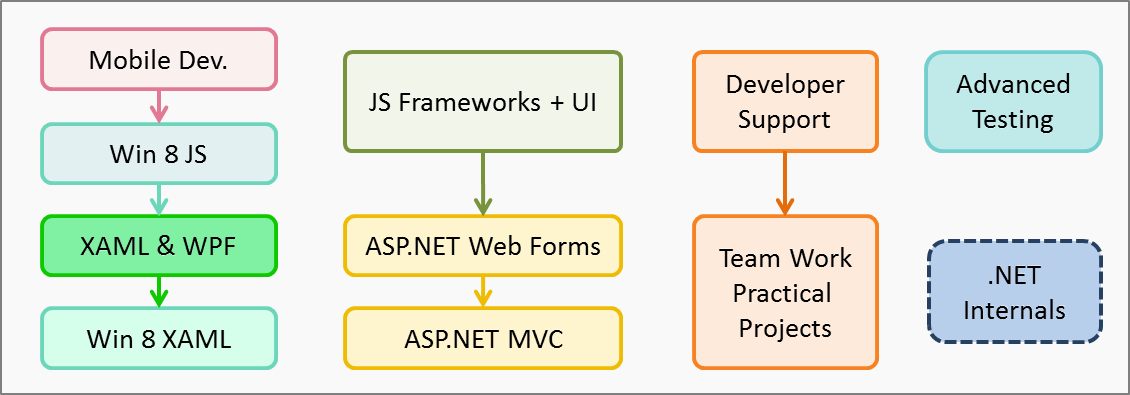 Mobile Dev.
Win 8 JS
XAML & WPF
Win 8 XAML
JS Frameworks + UI
ASP.NET Web Forms
ASP.NET MVC
Developer
Support
Team Work
Practical
Projects
Advanced
Testing
.NET
Internals